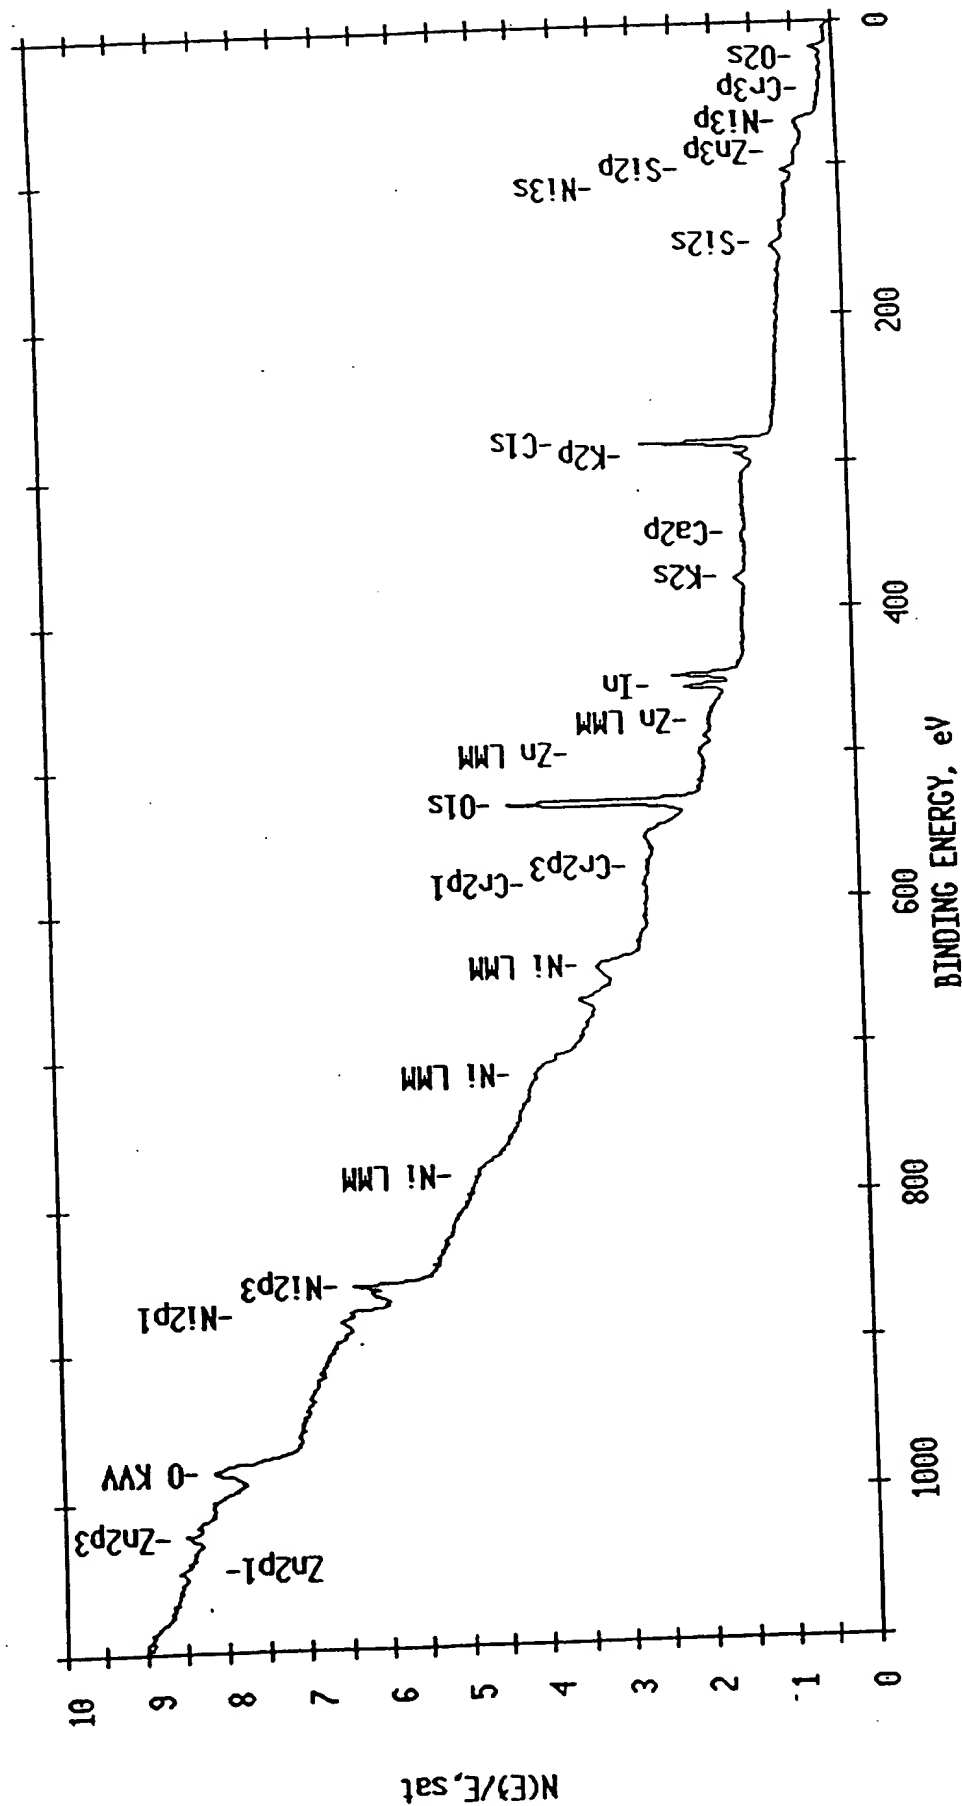 N(E)/E,sat
10
9
8
7
6
5
4
3
2
1
0
Zn2p1-
-Zn2p3
-O KVV
-Ni2p1
-Ni2p3
-Ni LMM
-Ni LMM
-Ni LMM
-Cr2p1
-Cr2p3
-O1s
-Zn LMM
-Zn LMM
-In
-K2s
-Ca2p
-K2p
-C1s
-Si2s
-Ni3s
-Si2p
-Zn3p
-Ni3p
-Cr3p
-O2s
1000
800
600
400
200
0
BINDING ENERGY, eV